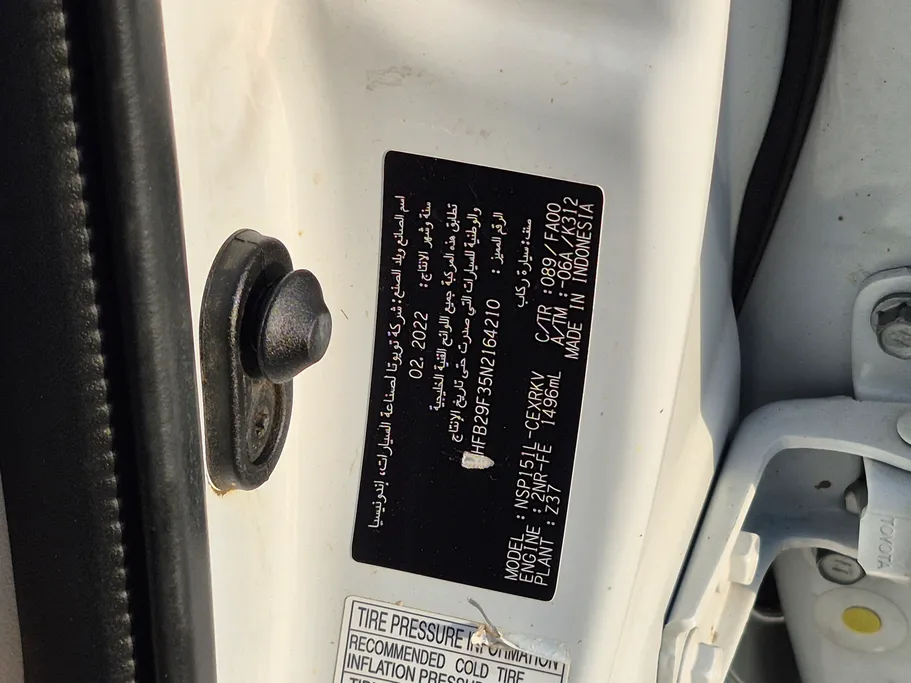 اسم الصانع وبلد الصنع: شركة تويوتا لصناعة السيارات، إندونيسيا
سنة وشهر الإنتاج: 02. 2022
تطابق هذه المركبة جميع اللوائح الفنية الخليجية
والوطنية للسيارات التي صدرت حتى تاريخ الإنتاج
الرقم المميز : HFB29F35N2164210
صنف: سيارة ركاب
MODEL : NSP151L-CEXRKV C/TR :089/FA00
ENGINE : 2NR-FE 1496mL A/TM :-06A/K312
PLANT : Z37 MADE IN INDONESIA
TIRE PRESSURE INFORMATION
RECOMMENDED COLD TIRE
INFLATION PRESSURE
TOYOTA